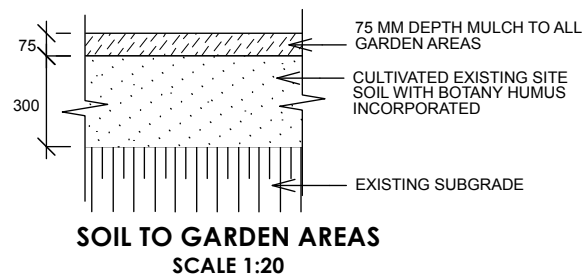 75
300
75 MM DEPTH MULCH TO ALL
GARDEN AREAS
CULTIVATED EXISTING SITE
SOIL WITH BOTANY HUMUS
INCORPORATED
EXISTING SUBGRADE
SOIL TO GARDEN AREAS
SCALE 1:20